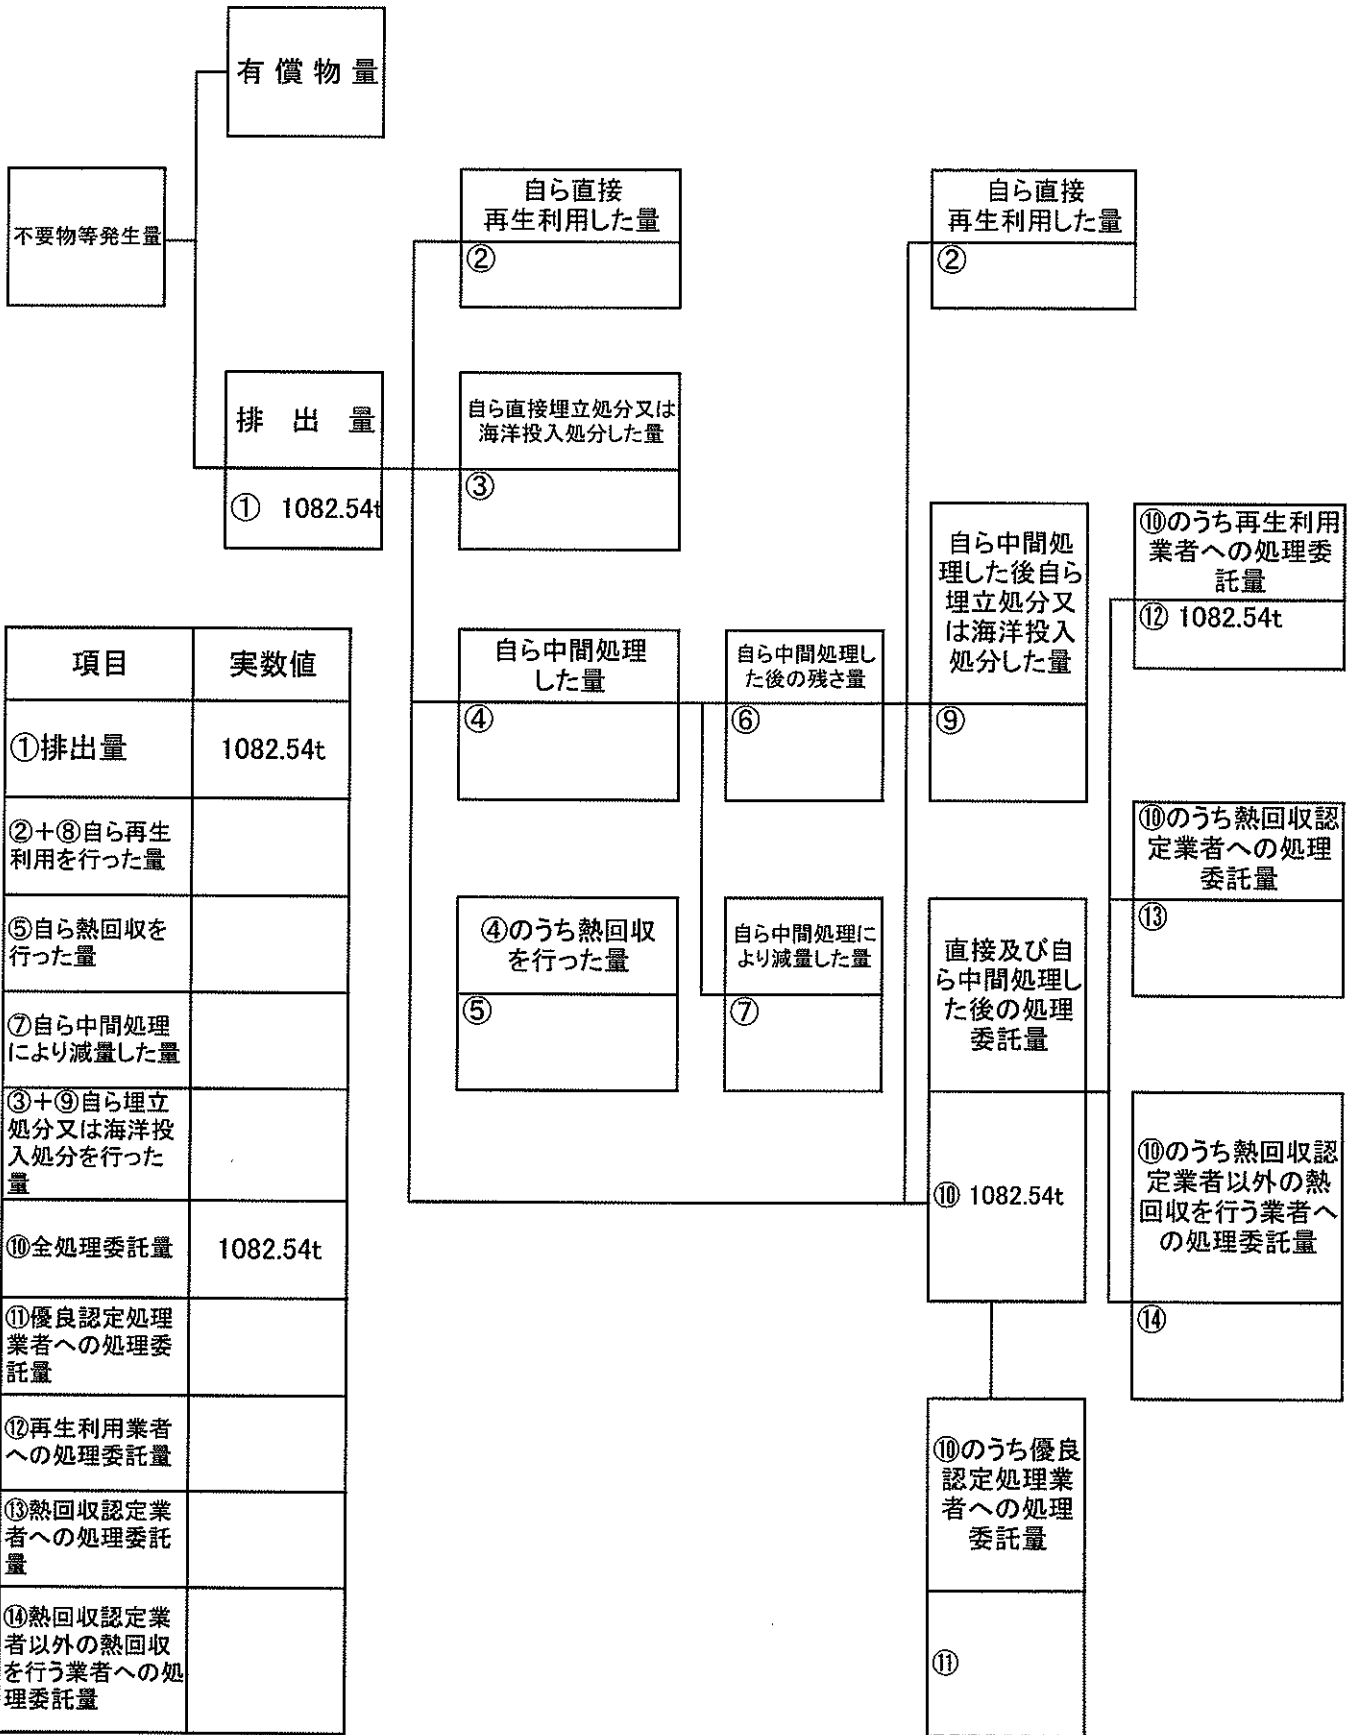 有償物量
不要物等発生量
自ら直接
再生利用した量
②
自ら直接
再生利用した量
②
排出量
① 1082.54t
自ら直接埋立処分又は
海洋投入処分した量
③
自ら中間処
理した後自ら
埋立処分又
は海洋投入
処分した量
⑨
⑩のうち再生利用
業者への処理委
託量
⑫ 1082.54t
自ら中間処理
した量
④
自ら中間処理し
た後の残さ量
⑥
⑩のうち熱回収認
定業者への処理
委託量
⑬
④のうち熱回収
を行った量
⑤
自ら中間処理に
より減量した量
⑦
直接及び自
ら中間処理し
た後の処理
委託量
⑩ 1082.54t
⑩のうち熱回収認
定業者以外の熱
回収を行う業者へ
の処理委託量
⑭
⑩のうち優良
認定処理業
者への処理
委託量
⑪
項目 実数値
①排出量 1082.54t
②+⑧自ら再生
利用を行った量
⑤自ら熱回収を
行った量
⑦自ら中間処理
により減量した量
③+⑨自ら埋立
処分又は海洋投
入処分を行った
量
⑩全処理委託量 1082.54t
⑪優良認定処理
業者への処理委
託量
⑫再生利用業者
への処理委託量
⑬熱回収認定業
者への処理委託
量
⑭熱回収認定業
者以外の熱回収
を行う業者への処
理委託量